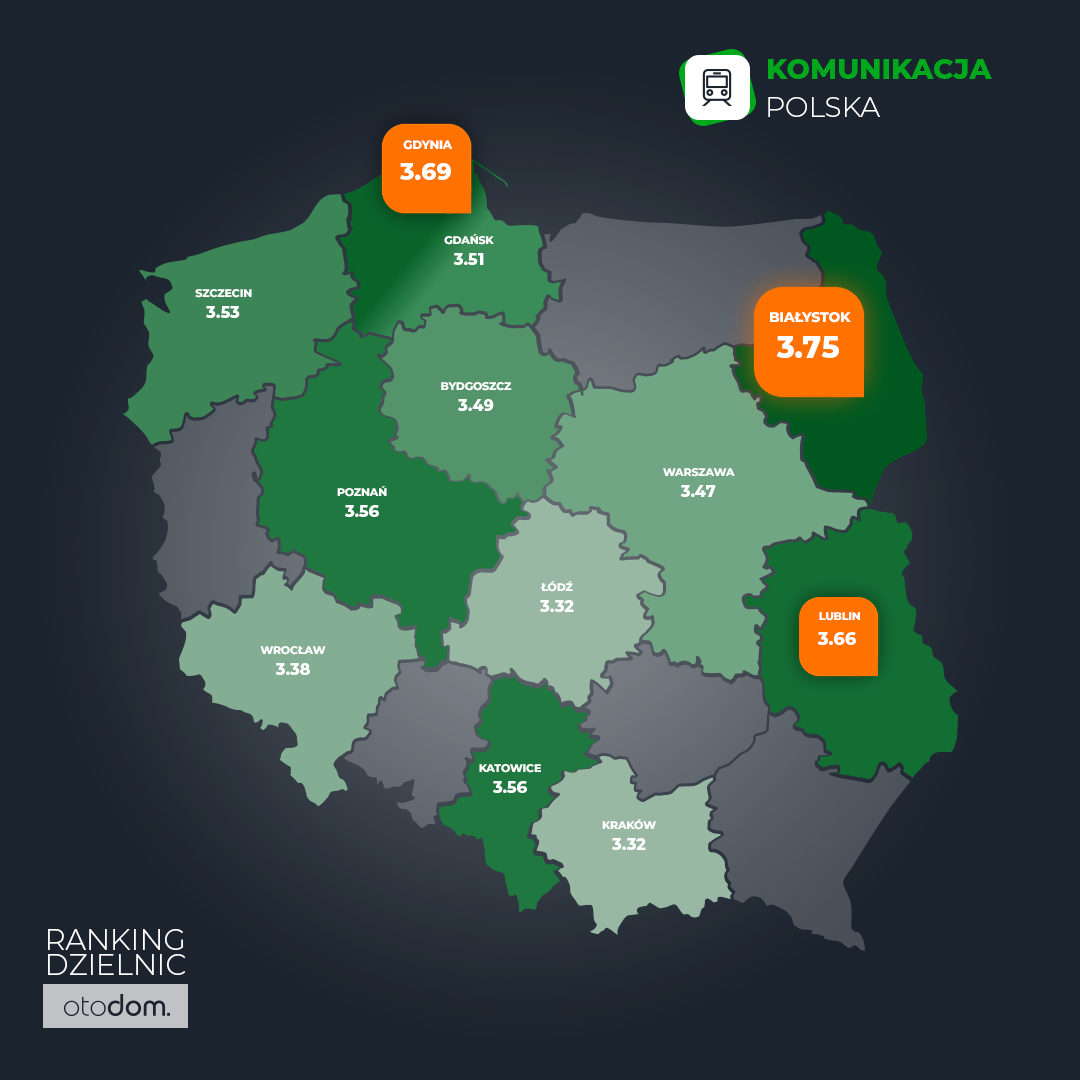 KOMUNIKACJA
POLSKA
GDYNIA
3.69
GDAŃSK
3.51
SZCZECIN
3.53
BIAŁYSTOK
3.75
BYDGOSZCZ
3.49
WARSZAWA
3.47
POZNAŃ
3.56
ŁÓDŹ
3.32
LUBLIN
3.66
WROCŁAW
3.38
KATOWICE
3.56
KRAKÓW
3.32
RANKING
DZIELNIC
otodom.